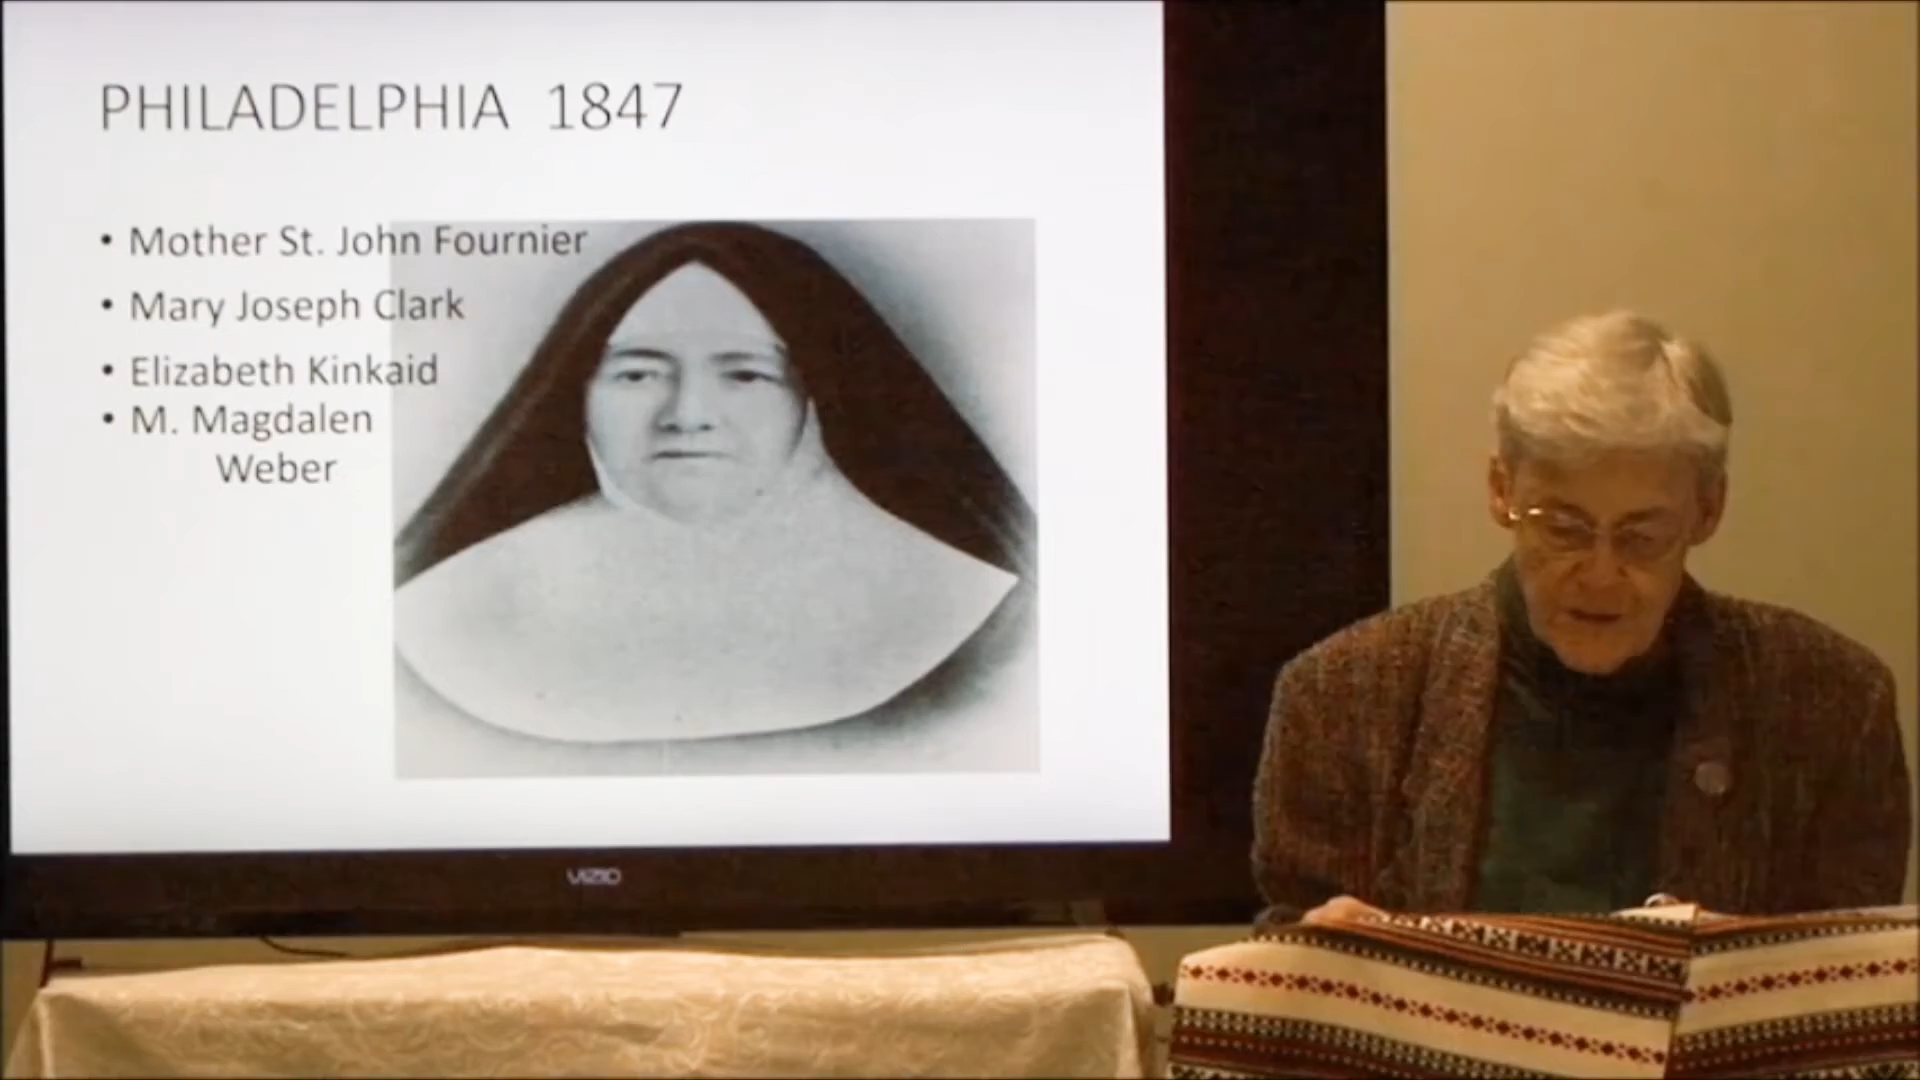 PHILADELPHIA 1847
• Mother St. John Fournier
• Mary Joseph Clark
• Elizabeth Kinkaid
• M. Magdalen
Weber
VIZIO